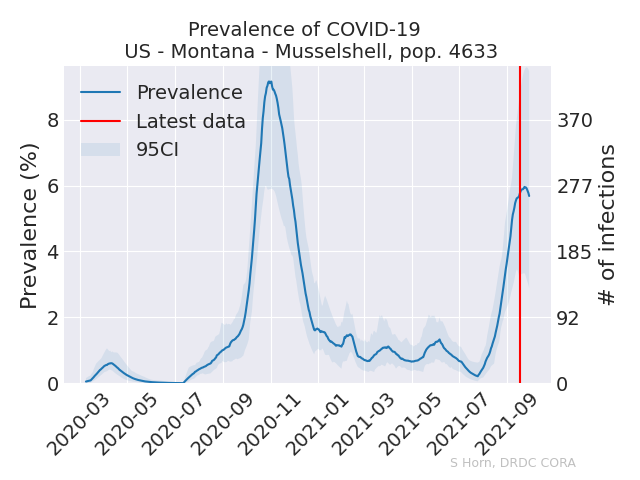 Prevalence of COVID-19
US - Montana - Musselshell, pop. 4633
Prevalence
Latest data
95CI
Prevalence (%)
8
6
4
2
0
370
277
185
92
0
# of infections
2020-03
2020-05
2020-07
2020-09
2020-11
2021-01
2021-03
2021-05
2021-07
2021-09
S Horn, DRDC CORA